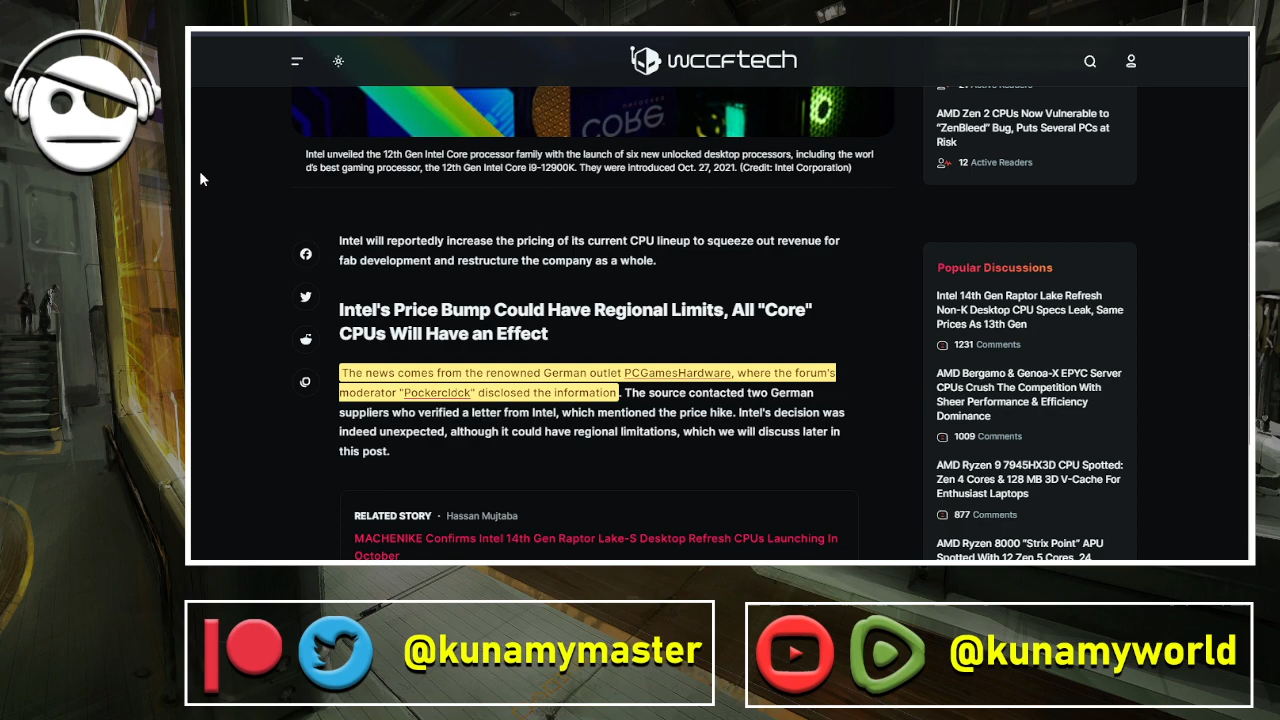 WCCFTECH
CORE
Intel unveiled the 12th Gen Intel Core processor family with the launch of six new unlocked desktop processors, including the worl
d's best gaming processor, the 12th Gen Intel Core i9-12900K. They were introduced Oct. 27, 2021. (Credit: Intel Corporation)
Intel will reportedly increase the pricing of its current CPU lineup to squeeze out revenue for
fab development and restructure the company as a whole.
Intel's Price Bump Could Have Regional Limits, All "Core"
CPUs Will Have an Effect
The news comes from the renowned German outlet PCGamesHardware, where the forum's
moderator "Pockerclock" disclosed the information. The source contacted two German
suppliers who verified a letter from Intel, which mentioned the price hike. Intel's decision was
indeed unexpected, although it could have regional limitations, which we will discuss later in
this post.
RELATED STORY • Hassan Mujtaba
MACHENIKE Confirms Intel 14th Gen Raptor Lake-S Desktop Refresh CPUs Launching In
October
Active Readers
AMD Zen 2 CPUs Now Vulnerable to
"ZenBleed" Bug, Puts Several PCs at
Risk
12 Active Readers
Popular Discussions
Intel 14th Gen Raptor Lake Refresh
Non-K Desktop CPU Specs Leak, Same
Prices As 13th Gen
1231 Comments
AMD Bergamo & Genoa-X EPYC Server
CPUs Crush The Competition With
Sheer Performance & Efficiency
Dominance
1009 Comments
AMD Ryzen 9 7945HX3D CPU Spotted:
Zen 4 Cores & 128 MB 3D V-Cache For
Enthusiast Laptops
877 Comments
AMD Ryzen 8000 "Strix Point" APU
Spotted With 12 Zen 5 Cores, 24
@kunamymaster
@kunamyworld